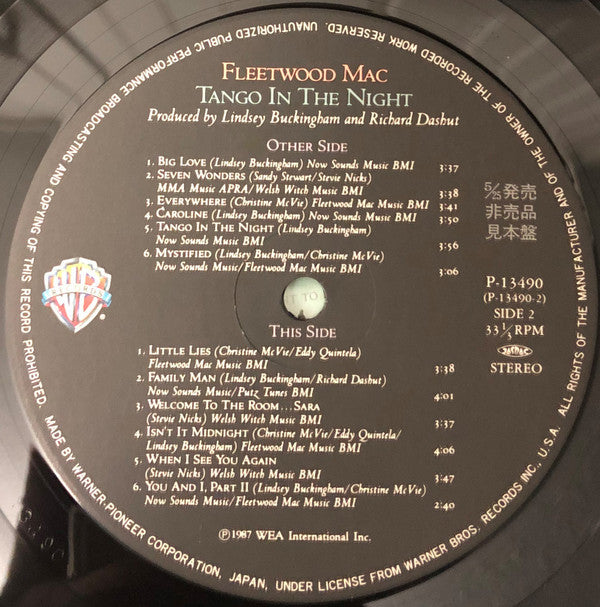 UNAUTHORIZED PUBLIC PERFORMANCE BROADCASTING AND COPYING OF THIS RECORD PROHIBITED. MADE BY WARNER-PIONEER CORPORATION, JAPAN, UNDER LICENSE FROM WARNER BROS. RECORDS INC., U.S.A. ALL RIGHTS OF THE MANUFACTURER AND OF THE OWNER OF THE RECORDED WORK RESERVED.
FLEETWOOD MAC
TANGO IN THE NIGHT
Produced by Lindsey Buckingham and Richard Dashut
OTHER SIDE
1. BIG LOVE (Lindsey Buckingham) Now Sounds Music BMI 3:37
2. SEVEN WONDERS (Sandy Stewart/Stevie Nicks)
MMA Music APRA/Welsh Witch Music BMI 3:38
3. EVERYWHERE (Christine McVie) Fleetwood Mac Music BMI 3:41
4. CAROLINE (Lindsey Buckingham) Now Sounds Music BMI 3:50
5. TANGO IN THE NIGHT (Lindsey Buckingham)
Now Sounds Music BMI 3:56
6. MYSTIFIED (Lindsey Buckingham/Christine McVie)
Now Sounds Music/Fleetwood Mac Music BMI 3:06
5/25発売
非売品
見本盤
WB
RECORDS
P-13490
(P-13490-2)
SIDE 2
33 1/3 RPM
JASRAC
STEREO
THIS SIDE
1. LITTLE LIES (Christine McVie/Eddy Quintela)
Fleetwood Mac Music BMI 3:38
2. FAMILY MAN (Lindsey Buckingham/Richard Dashut)
Now Sounds Music/Putz Tunes BMI 4:01
3. WELCOME TO THE ROOM...SARA
(Stevie Nicks) Welsh Witch Music BMI 3:37
4. ISN'T IT MIDNIGHT (Christine McVie/Eddy Quintela/
Lindsey Buckingham) Fleetwood Mac Music BMI 4:06
5. WHEN I SEE YOU AGAIN
(Stevie Nicks) Welsh Witch Music BMI 3:47
6. YOU AND I, PART II (Lindsey Buckingham/Christine McVie)
Now Sounds Music/Fleetwood Mac Music BMI 2:40
Ⓟ1987 WEA International Inc.